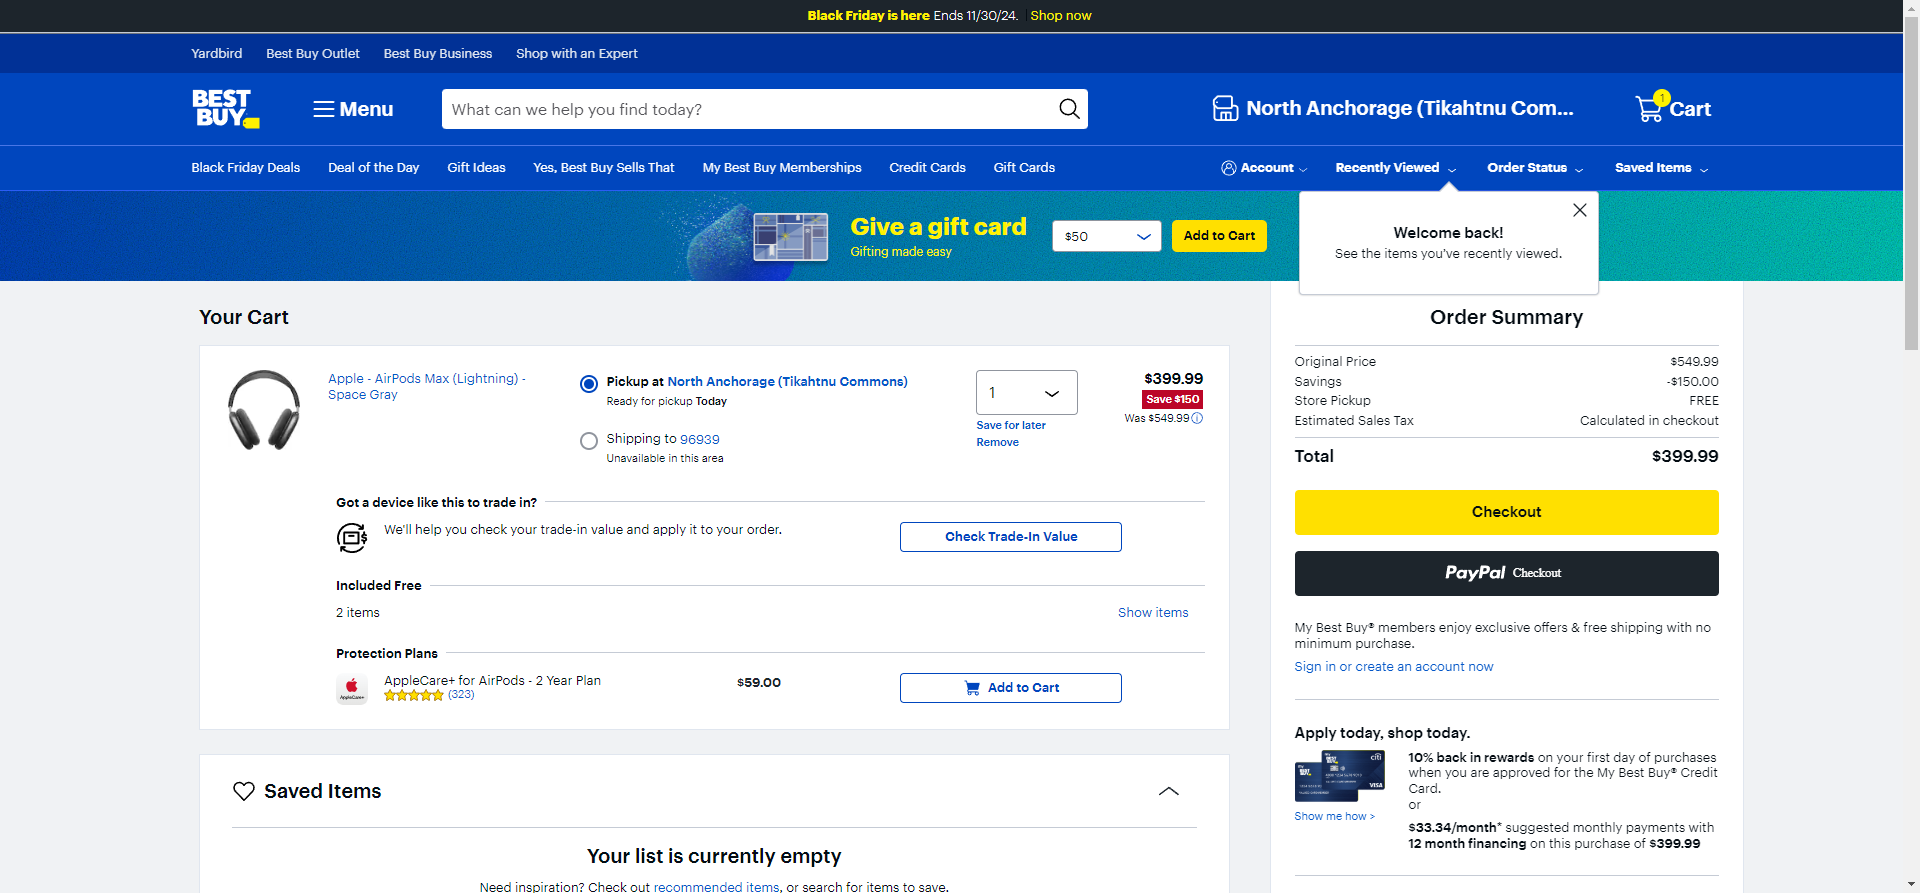 Black Friday is here Ends 11/30/24. Shop now
Yardbird Best Buy Outlet Best Buy Business Shop with an Expert
BEST BUY
Menu
What can we help you find today?
North Anchorage (Tikahtnu Com...
1
Cart
Black Friday Deals Deal of the Day Gift Ideas Yes, Best Buy Sells That My Best Buy Memberships Credit Cards Gift Cards
Account Recently Viewed Order Status Saved Items
Give a gift card
Gifting made easy
$50
Add to Cart
Welcome back!
See the items you've recently viewed.
Your Cart
Apple - AirPods Max (Lightning) -
Space Gray
Pickup at North Anchorage (Tikahtnu Commons)
Ready for pickup Today
Shipping to 96939
Unavailable in this area
1
Save for later
Remove
$399.99
Save $150
Was $549.99
Got a device like this to trade in?
We'll help you check your trade-in value and apply it to your order.
Check Trade-In Value
Included Free
2 items
Show items
Protection Plans
AppleCare+
AppleCare+ for AirPods - 2 Year Plan
(323)
$59.00
Add to Cart
Saved Items
Your list is currently empty
Need inspiration? Check out recommended items, or search for items to save.
Order Summary
Original Price $549.99
Savings -$150.00
Store Pickup FREE
Estimated Sales Tax Calculated in checkout
Total $399.99
Checkout
PayPal Checkout
My Best Buy® members enjoy exclusive offers & free shipping with no
minimum purchase.
Sign in or create an account now
Apply today, shop today.
citi
VISA
Show me how >
10% back in rewards on your first day of purchases
when you are approved for the My Best Buy® Credit
Card.
or
$33.34/month* suggested monthly payments with
12 month financing on this purchase of $399.99